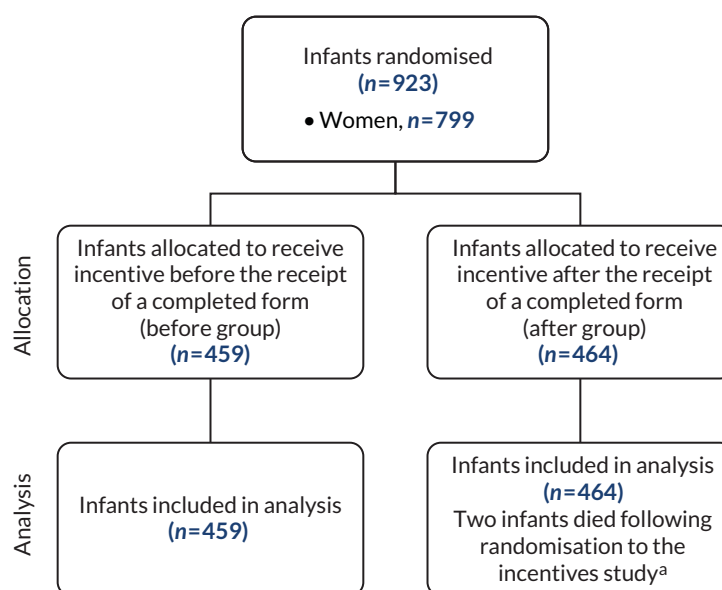 Infants randomised
(n=923)
• Women, n=799
Allocation
Infants allocated to receive
incentive before the receipt
of a completed form
(before group)
(n=459)
Infants allocated to receive
incentive after the receipt
of a completed form
(after group)
(n=464)
Analysis
Infants included in analysis
(n=459)
Infants included in analysis
(n=464)
Two infants died following
randomisation to the
incentives studyᵃ